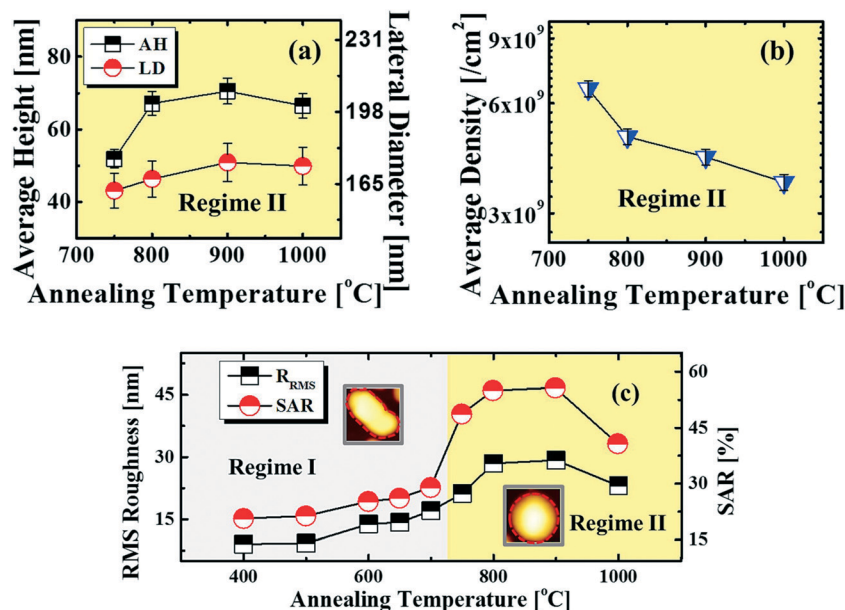 (a)
AH
LD
Regime II
80
60
40
Average Height [nm]
231
198
165
Lateral Diameter [nm]
700 800 900 1000
Annealing Temperature [°C]
(b)
Regime II
9x10⁹
6x10⁹
03x10⁹
Average Density [/cm²]
700 800 900 1000
Annealing Temperature [°C]
(c)
R_RMS
SAR
Regime I
Regime II
45
30
15
RMS Roughness [nm]
60
45
30
15
SAR [%]
400 500 600 700 800 900 1000
Annealing Temperature [°C]